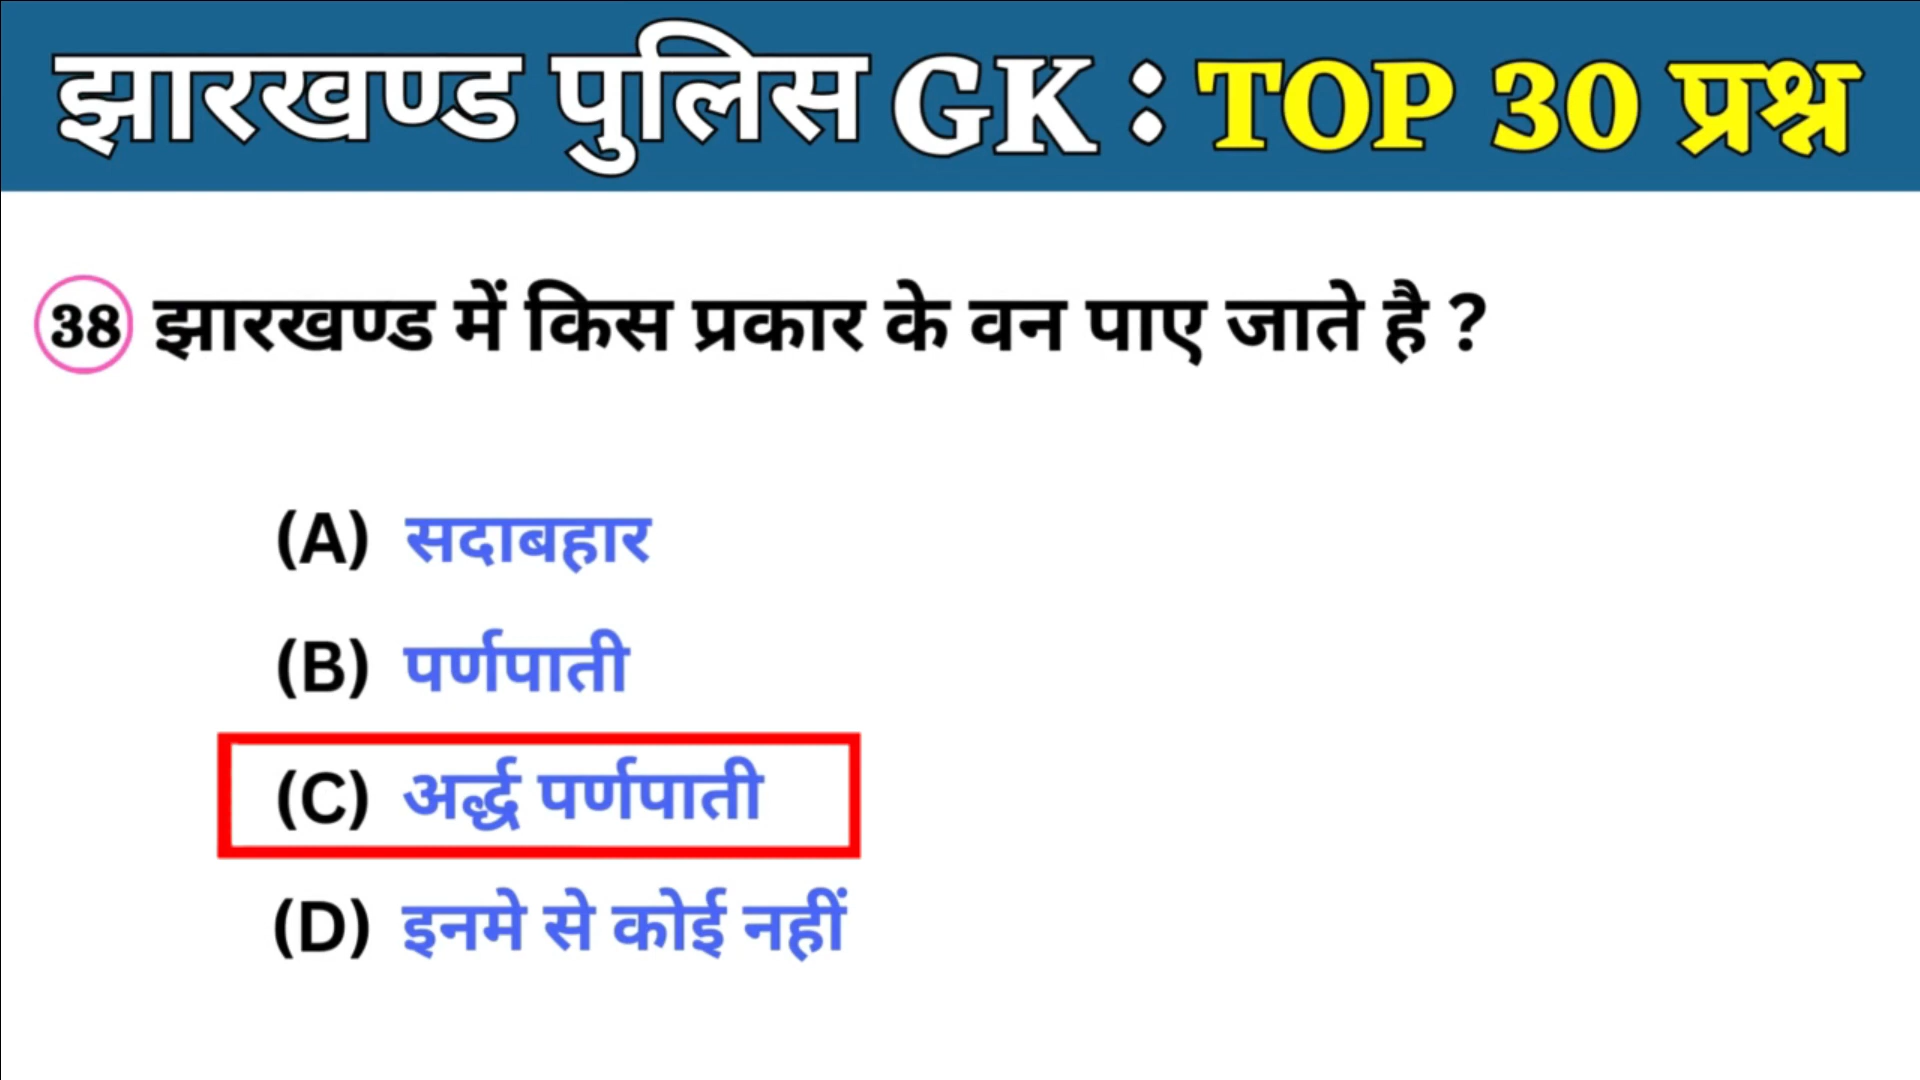 झारखण्ड पुलिस GK : TOP 30 प्रश्न
38 झारखण्ड में किस प्रकार के वन पाए जाते है ?
(A) सदाबहार
(B) पर्णपाती
(C) अर्द्ध पर्णपाती
(D) इनमे से कोई नहीं